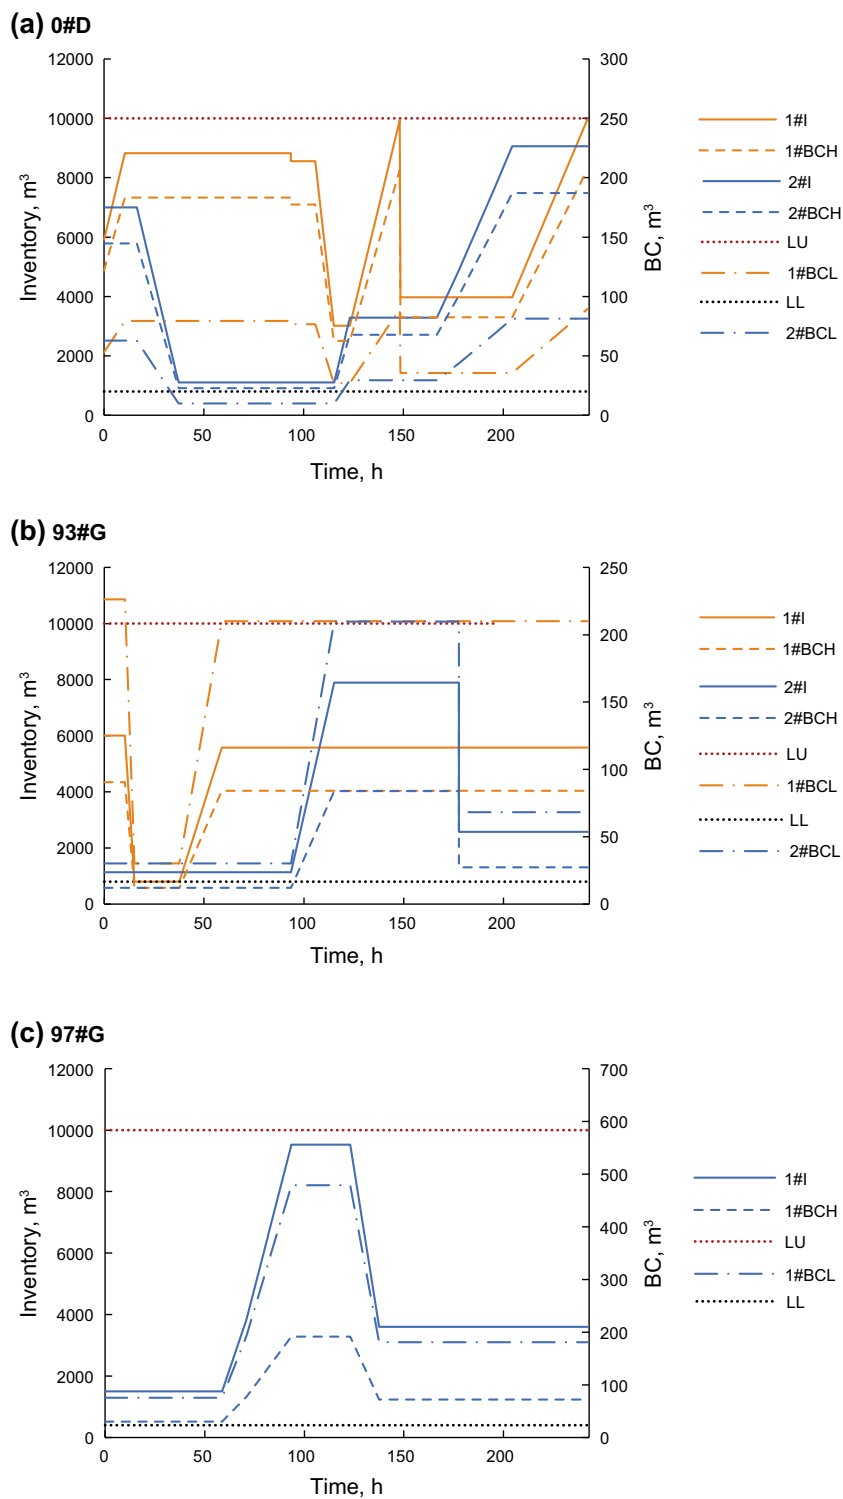 (a) 0#D
12000
10000
8000
6000
4000
2000
0
Inventory, m³
300
250
200
150
100
50
0
BC, m³
0 50 100 150 200
Time, h
1#I
1#BCH
2#I
2#BCH
LU
1#BCL
LL
2#BCL
(b) 93#G
12000
10000
8000
6000
4000
2000
0
Inventory, m³
250
200
150
100
50
0
BC, m³
0 50 100 150 200
Time, h
1#I
1#BCH
2#I
2#BCH
LU
1#BCL
LL
2#BCL
(c) 97#G
12000
10000
8000
6000
4000
2000
0
Inventory, m³
700
600
500
400
300
200
100
0
BC, m³
0 50 100 150 200
Time, h
1#I
1#BCH
LU
1#BCL
LL